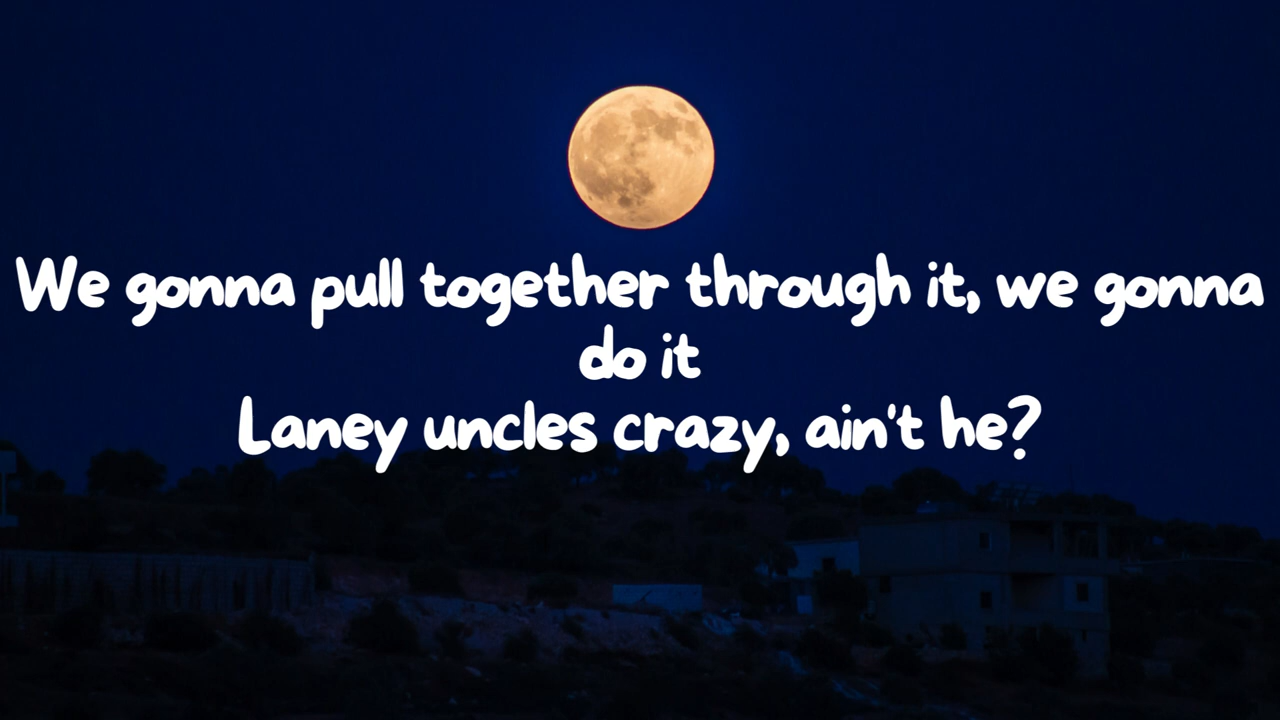 We gonna pull together through it, we gonna
do it
Laney uncles crazy, ain't he?